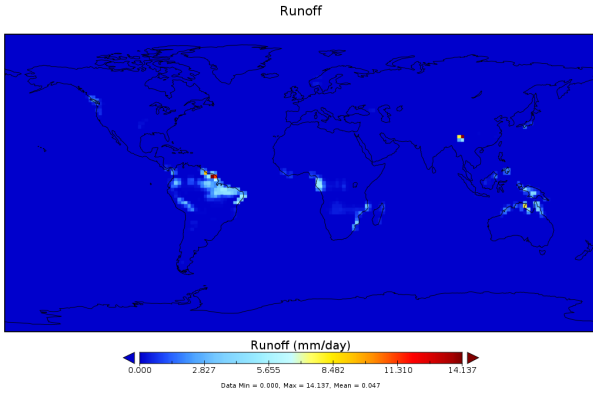 Runoff
Runoff (mm/day)
0.000 2.827 5.655 8.482 11.310 14.137
Data Min = 0.000, Max = 14.137, Mean = 0.047